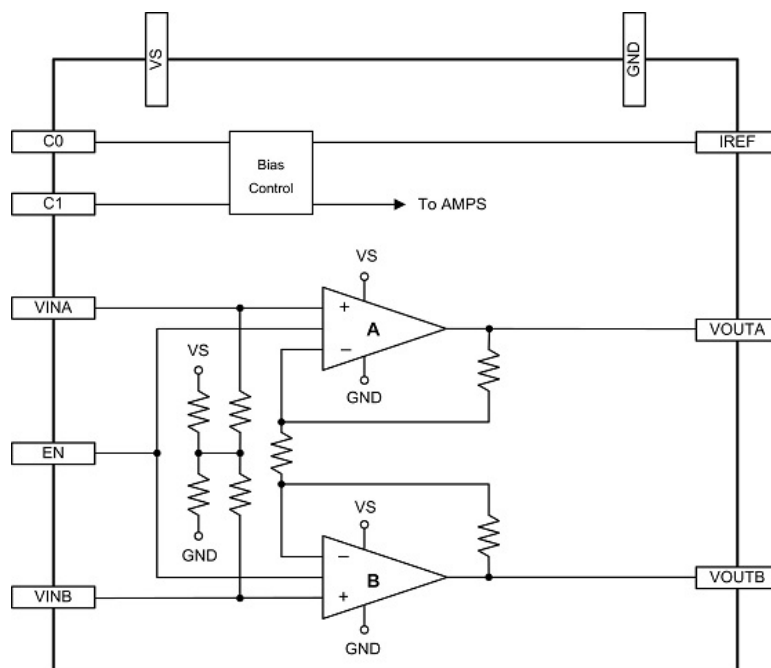 VS
GND
C0
IREF
Bias
Control
C1
To AMPS
VS
VINA
+
A
VOUTA
−
VS
GND
EN
VS
GND
−
B
VOUTB
VINB
+
GND